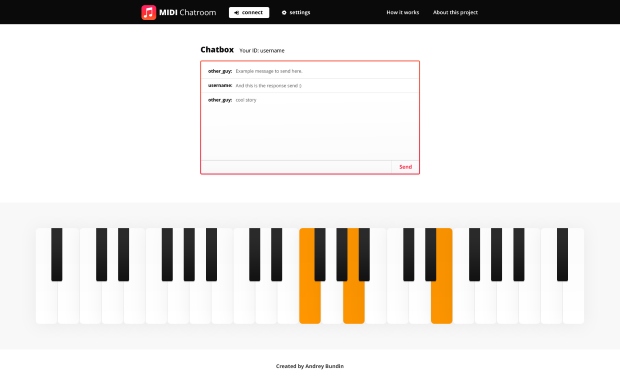 MIDI Chatroom
connect
settings
How it works
About this project
Chatbox Your ID: username
other_guy: Example message to send here.
username: And this is the response send :)
other_guy: cool story
Send
Created by Andrey Bundin